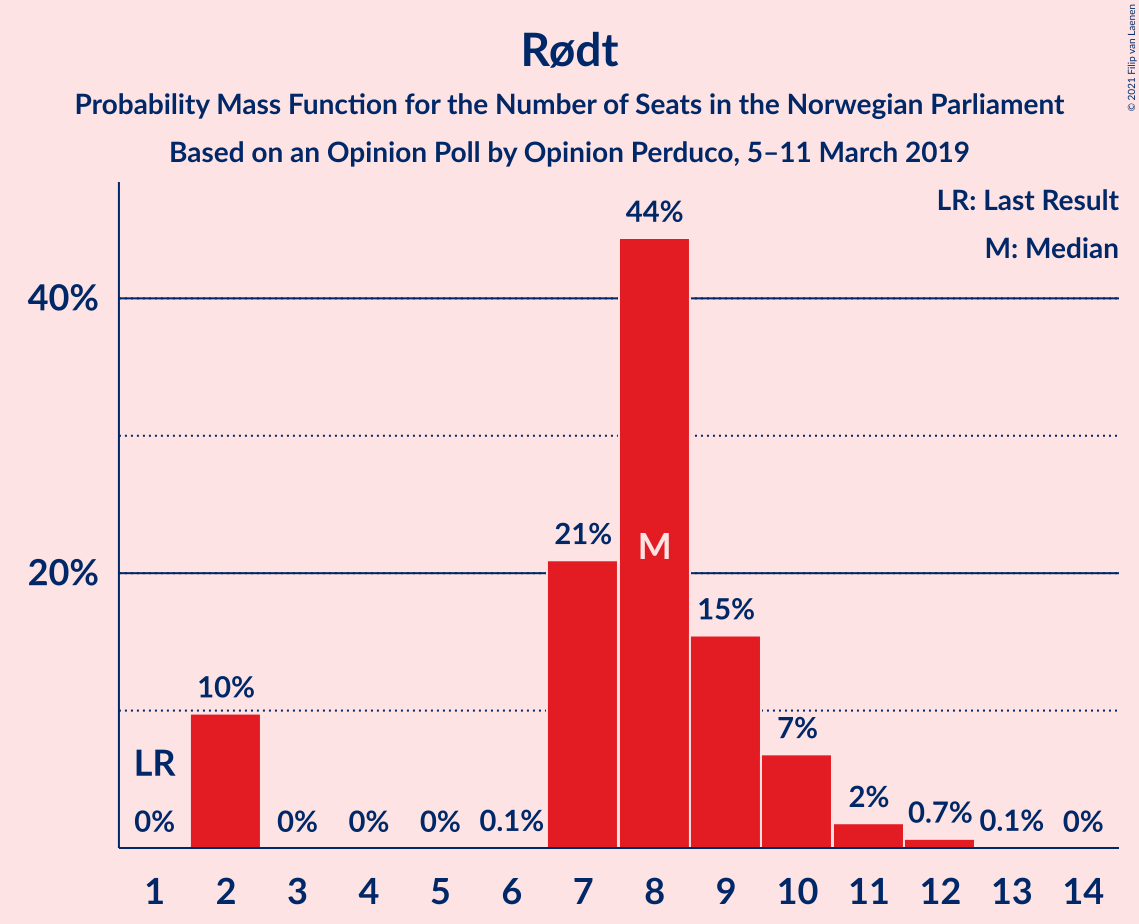 Rødt
Probability Mass Function for the Number of Seats in the Norwegian Parliament
Based on an Opinion Poll by Opinion Perduco, 5–11 March 2019
© 2021 Filip van Laenen
LR: Last Result
M: Median
40%
20%
LR
0%
10%
0%
0%
0%
0.1%
21%
44%
M
15%
7%
2%
0.7%
0.1%
0%
1 2 3 4 5 6 7 8 9 10 11 12 13 14